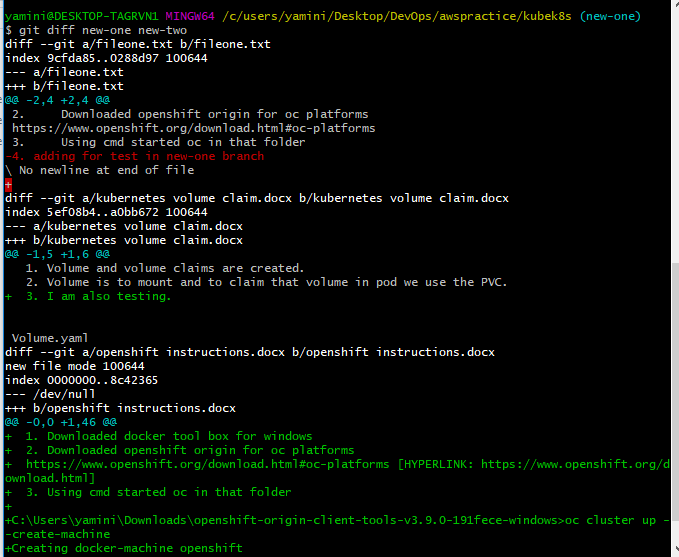 yamini@DESKTOP-TAGRVN1 MINGW64 /c/users/yamini/Desktop/DevOps/awspractice/kubek8s (new-one)
$ git diff new-one new-two
diff --git a/fileone.txt b/fileone.txt
index 9cfda85..0288d97 100644
--- a/fileone.txt
+++ b/fileone.txt
@@ -2,4 +2,4 @@
 2.     Downloaded openshift origin for oc platforms
 https://www.openshift.org/download.html#oc-platforms
 3.     Using cmd started oc in that folder
-4. adding for test in new-one branch
\ No newline at end of file
+
diff --git a/kubernetes volume claim.docx b/kubernetes volume claim.docx
index 5ef08b4..a0bb672 100644
--- a/kubernetes volume claim.docx
+++ b/kubernetes volume claim.docx
@@ -1,5 +1,6 @@
   1. Volume and volume claims are created.
   2. Volume is to mount and to claim that volume in pod we use the PVC.
+  3. I am also testing.
 Volume.yaml
diff --git a/openshift instructions.docx b/openshift instructions.docx
new file mode 100644
index 0000000..8c42365
--- /dev/null
+++ b/openshift instructions.docx
@@ -0,0 +1,46 @@
+  1. Downloaded docker tool box for windows
+  2. Downloaded openshift origin for oc platforms
+  https://www.openshift.org/download.html#oc-platforms [HYPERLINK: https://www.openshift.org/d
ownload.html]
+  3. Using cmd started oc in that folder
+
+C:\Users\yamini\Downloads\openshift-origin-client-tools-v3.9.0-191fece-windows>oc cluster up -
-create-machine
+Creating docker-machine openshift